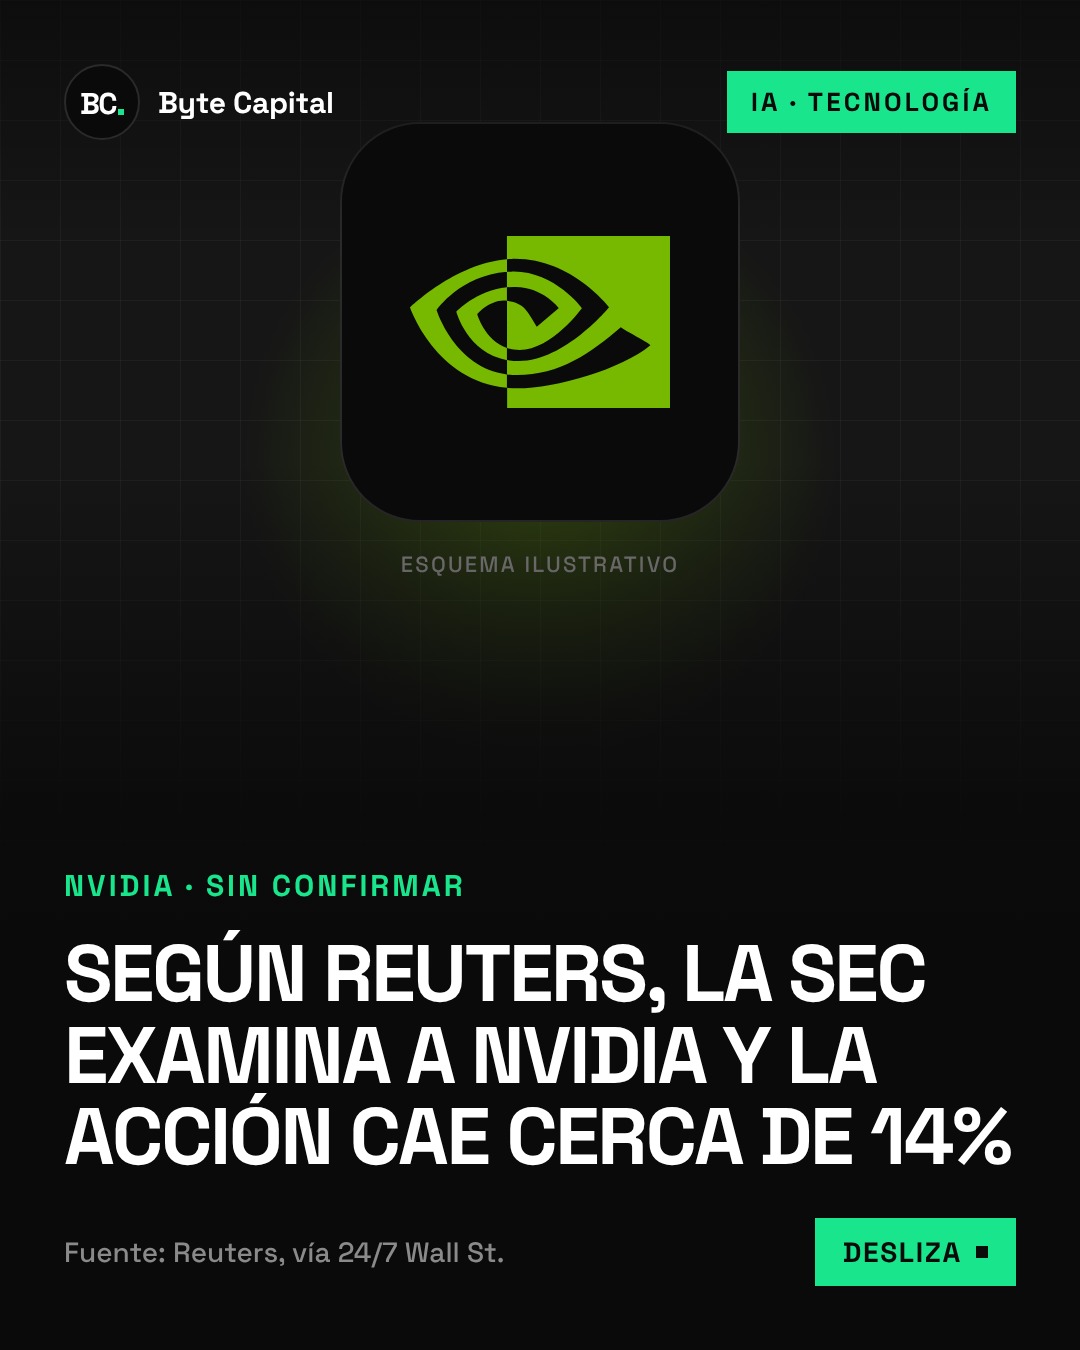 BC.
Byte Capital
IA · TECNOLOGÍA
ESQUEMA ILUSTRATIVO
NVIDIA · SIN CONFIRMAR
SEGÚN REUTERS, LA SEC
EXAMINA A NVIDIA Y LA
ACCIÓN CAE CERCA DE 14%
Fuente: Reuters, vía 24/7 Wall St.
DESLIZA